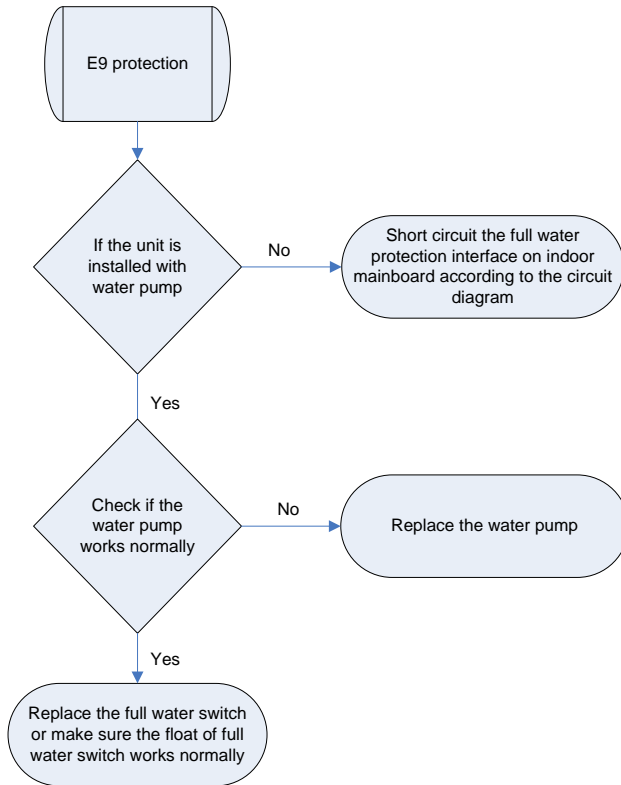 E9 protection
If the unit is
installed with
water pump
No
Short circuit the full water
protection interface on indoor
mainboard according to the circuit
diagram
Yes
Check if the
water pump
works normally
No
Replace the water pump
Yes
Replace the full water switch
or make sure the float of full
water switch works normally